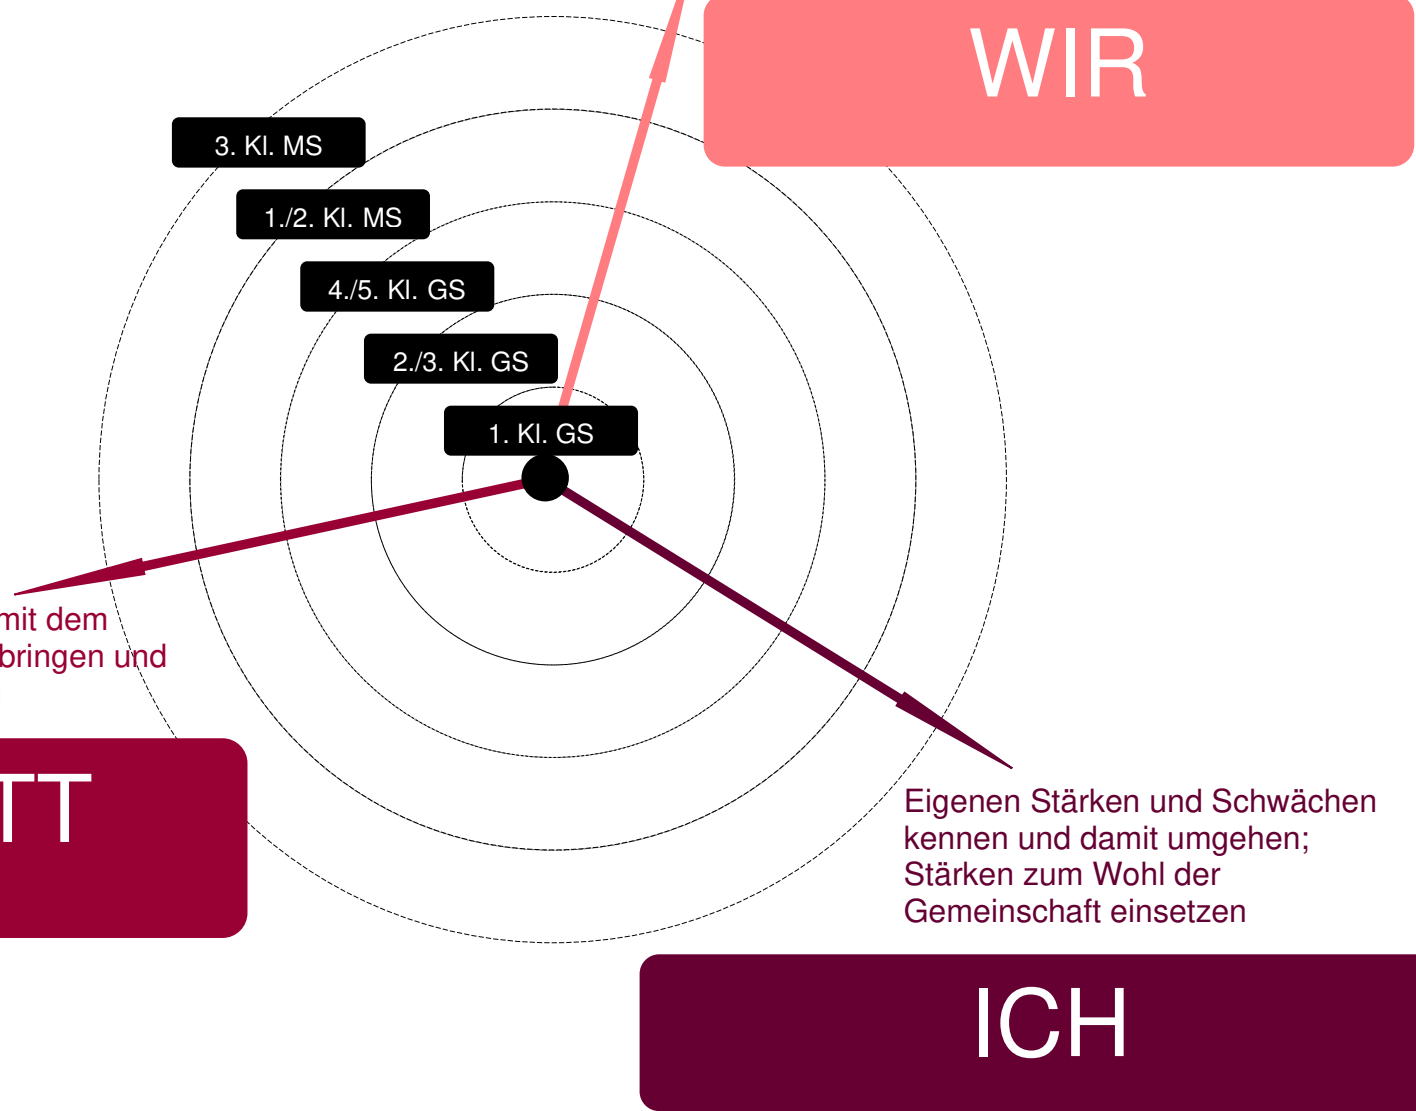 WIR
3. Kl. MS
1./2. Kl. MS
4./5. Kl. GS
2./3. Kl. GS
1. Kl. GS
mit dem
bringen und
TT
Eigenen Stärken und Schwächen
kennen und damit umgehen;
Stärken zum Wohl der
Gemeinschaft einsetzen
ICH